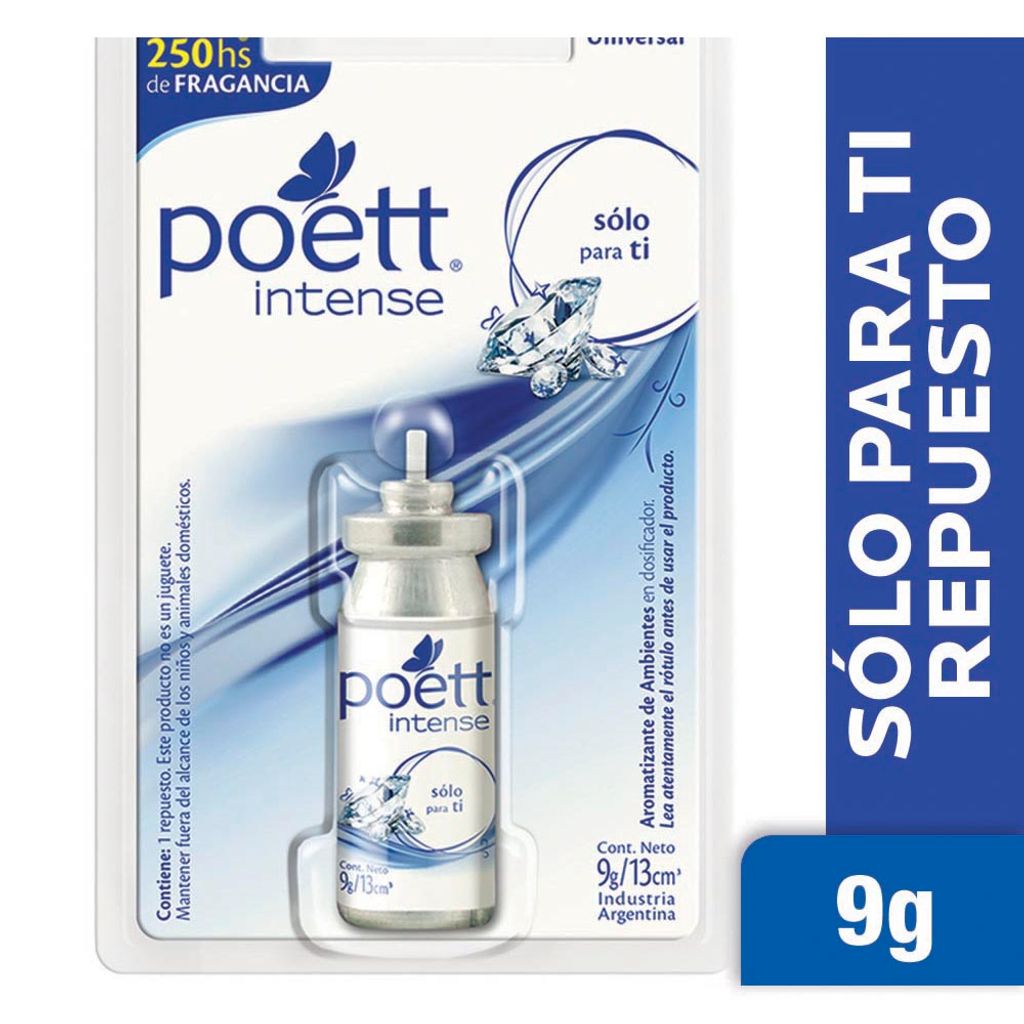 250hs
de FRAGANCIA
Universal
poett®
intense
sólo
para ti
Contiene: 1 repuesto. Este producto no es un juguete.
Mantener fuera del alcance de los niños y animales domésticos.
Aromatizante de Ambientes en dosificador.
Lea atentamente el rótulo antes de usar el producto.
poett
intense
sólo
para ti
Cont. Neto
9g/13cm³
Cont. Neto
9g/13cm³
Industria
Argentina
SÓLO PARA TI
REPUESTO
9g